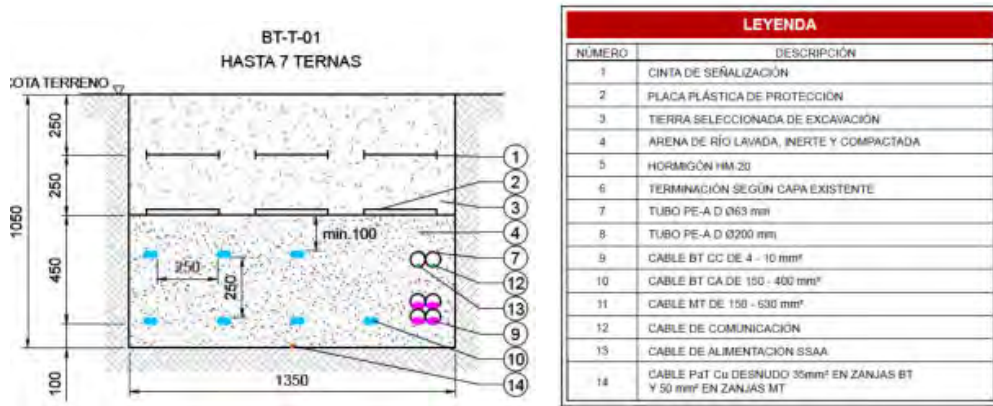 BT-T-01
HASTA 7 TERNAS
COTA TERRENO
250
250
450
1050
100
250
250
min.100
1350
1
2
3
4
7
12
13
9
10
14
LEYENDA
NÚMERO DESCRIPCIÓN
1 CINTA DE SEÑALIZACIÓN
2 PLACA PLÁSTICA DE PROTECCIÓN
3 TIERRA SELECCIONADA DE EXCAVACIÓN
4 ARENA DE RÍO LAVADA, INERTE Y COMPACTADA
5 HORMIGÓN HM-20
6 TERMINACIÓN SEGÚN CAPA EXISTENTE
7 TUBO PE-A D Ø63 mm
8 TUBO PE-A D Ø200 mm
9 CABLE BT CC DE 4 - 10 mm²
10 CABLE BT CA DE 150 - 400 mm²
11 CABLE MT DE 150 - 630 mm²
12 CABLE DE COMUNICACIÓN
13 CABLE DE ALIMENTACIÓN SSAA
14 CABLE PaT Cu DESNUDO 35mm² EN ZANJAS BT
Y 50 mm² EN ZANJAS MT